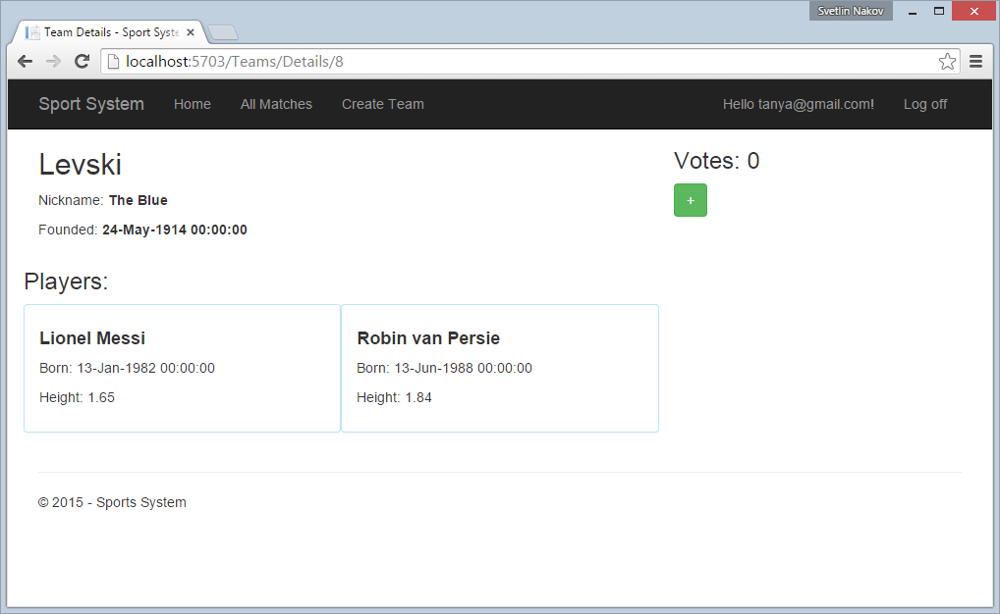 Svetlin Nakov
Team Details - Sport Syste
localhost:5703/Teams/Details/8
Sport System Home All Matches Create Team Hello tanya@gmail.com! Log off
Levski
Nickname: The Blue
Founded: 24-May-1914 00:00:00
Votes: 0
+
Players:
Lionel Messi
Born: 13-Jan-1982 00:00:00
Height: 1.65
Robin van Persie
Born: 13-Jun-1988 00:00:00
Height: 1.84
© 2015 - Sports System